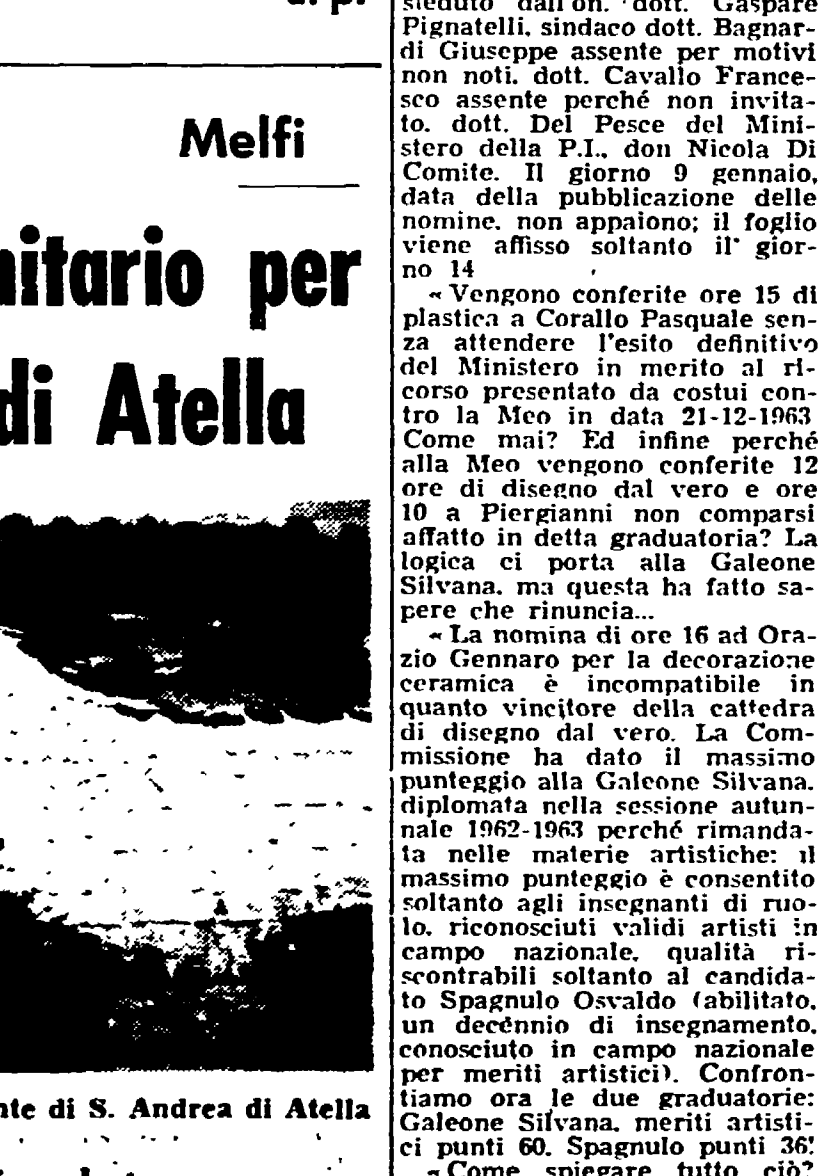 d. p.
Melfi
nitario per
di Atella
nte di S. Andrea di Atella
sieduto dall'on. dott. Gaspare
Pignatelli, sindaco dott. Bagnar-
di Giuseppe assente per motivi
non noti. dott. Cavallo France-
sco assente perché non invita-
to. dott. Del Pesce del Mini-
stero della P.I., don Nicola Di
Comite. Il giorno 9 gennaio,
data della pubblicazione delle
nomine, non appaiono; il foglio
viene affisso soltanto il gior-
no 14
« Vengono conferite ore 15 di
plastica a Corallo Pasquale sen-
za attendere l'esito definitivo
del Ministero in merito al ri-
corso presentato da costui con-
tro la Meo in data 21-12-1963
Come mai? Ed infine perché
alla Meo vengono conferite 12
ore di disegno dal vero e ore
10 a Piergianni non comparsi
affatto in detta graduatoria? La
logica ci porta alla Galeone
Silvana. ma questa ha fatto sa-
pere che rinuncia...
« La nomina di ore 16 ad Ora-
zio Gennaro per la decorazione
ceramica è incompatibile in
quanto vincitore della cattedra
di disegno dal vero. La Com-
missione ha dato il massimo
punteggio alla Galeone Silvana.
diplomata nella sessione autun-
nale 1962-1963 perché rimanda-
ta nelle materie artistiche: il
massimo punteggio è consentito
soltanto agli insegnanti di ruo-
lo. riconosciuti validi artisti in
campo nazionale. qualità ri-
scontrabili soltanto al candida-
to Spagnulo Osvaldo (abilitato.
un decennio di insegnamento.
conosciuto in campo nazionale
per meriti artistici). Confron-
tiamo ora le due graduatorie:
Galeone Silvana. meriti artisti-
ci punti 60. Spagnulo punti 36!
« Come spiegare tutto ciò?